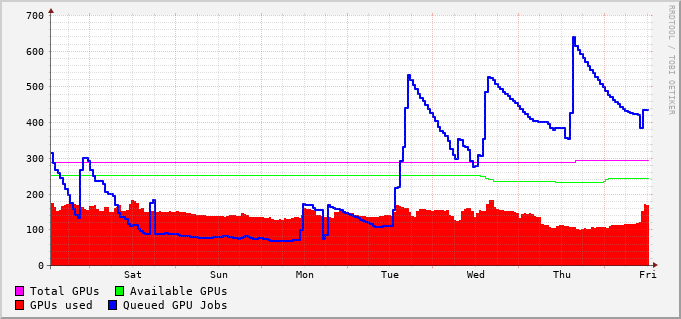 RRDTOOL / TOBI OETIKER
700
600
500
400
300
200
100
0
Sat Sun Mon Tue Wed Thu Fri
Total GPUs Available GPUs
GPUs used Queued GPU Jobs